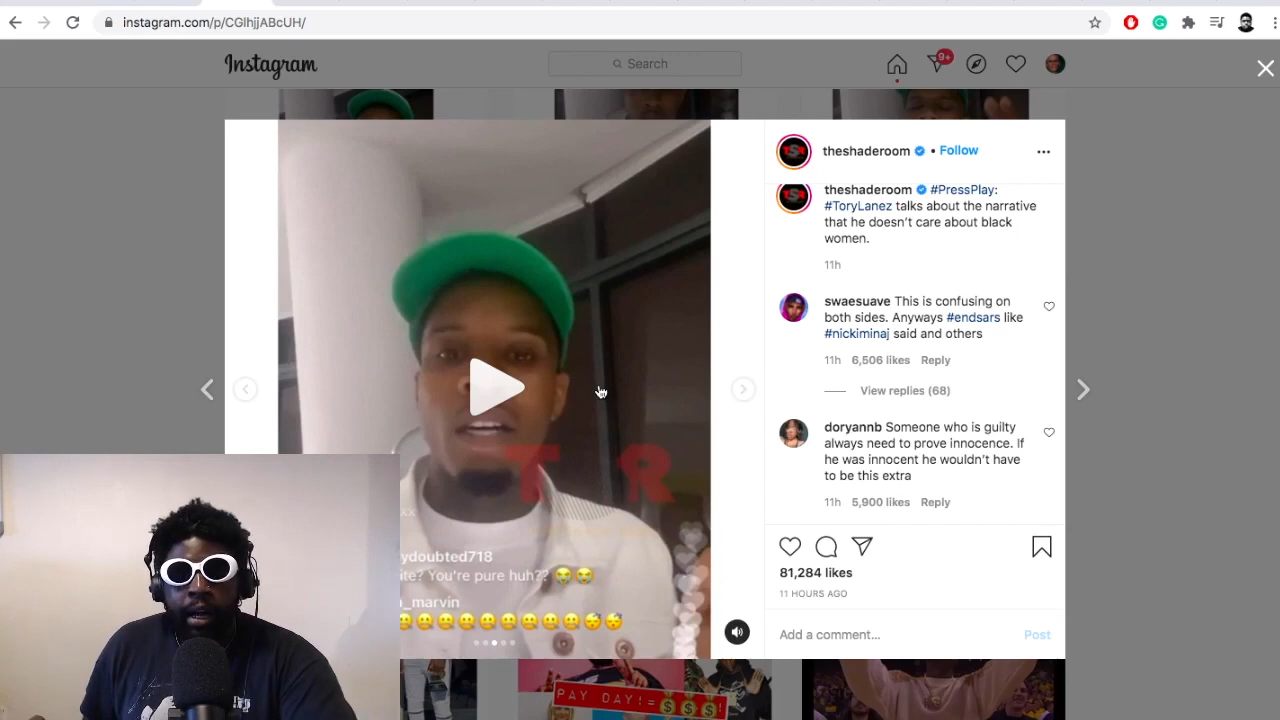 instagram.com/p/CGlhjjABcUH/
Instagram
Search
9+
theshaderoom • Follow
theshaderoom #PressPlay:
#ToryLanez talks about the narrative
that he doesn't care about black
women.
11h
swaesuave This is confusing on
both sides. Anyways #endsars like
#nickiminaj said and others
11h 6,506 likes Reply
View replies (68)
doryannb Someone who is guilty
always need to prove innocence. If
he was innocent he wouldn't have
to be this extra
11h 5,900 likes Reply
81,284 likes
11 HOURS AGO
Add a comment...
Post
T R
ydoubted718
ite? You're pure huh?? 😭😭
_marvin
PAY DAY!=💰💰💰!